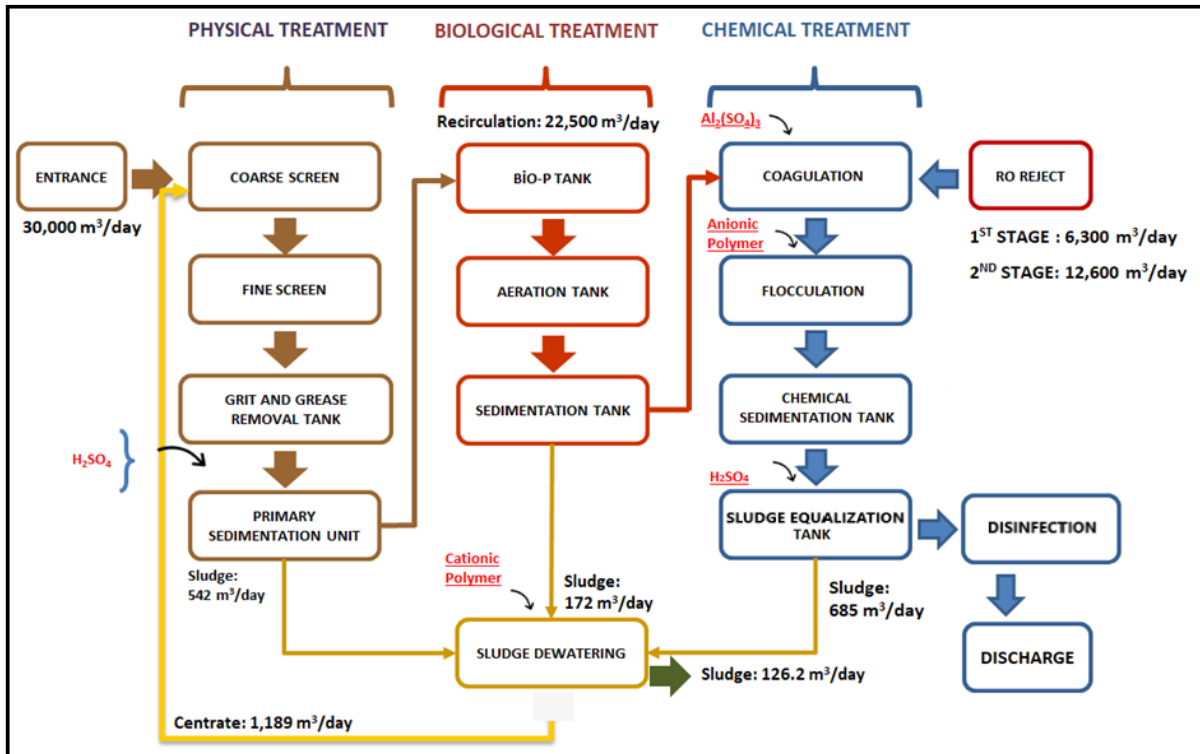 PHYSICAL TREATMENT
BIOLOGICAL TREATMENT
CHEMICAL TREATMENT
ENTRANCE
30,000 m³/day
COARSE SCREEN
FINE SCREEN
GRIT AND GREASE
REMOVAL TANK
H₂SO₄
PRIMARY
SEDIMENTATION UNIT
Sludge:
542 m³/day
Recirculation: 22,500 m³/day
BİO-P TANK
AERATION TANK
SEDIMENTATION TANK
Cationic
Polymer
Sludge:
172 m³/day
SLUDGE DEWATERING
Sludge: 126.2 m³/day
Centrate: 1,189 m³/day
Al₂(SO₄)₃
COAGULATION
RO REJECT
1ST STAGE : 6,300 m³/day
2ND STAGE: 12,600 m³/day
Anionic
Polymer
FLOCCULATION
CHEMICAL
SEDIMENTATION TANK
H₂SO₄
SLUDGE EQUALIZATION
TANK
Sludge:
685 m³/day
DISINFECTION
DISCHARGE